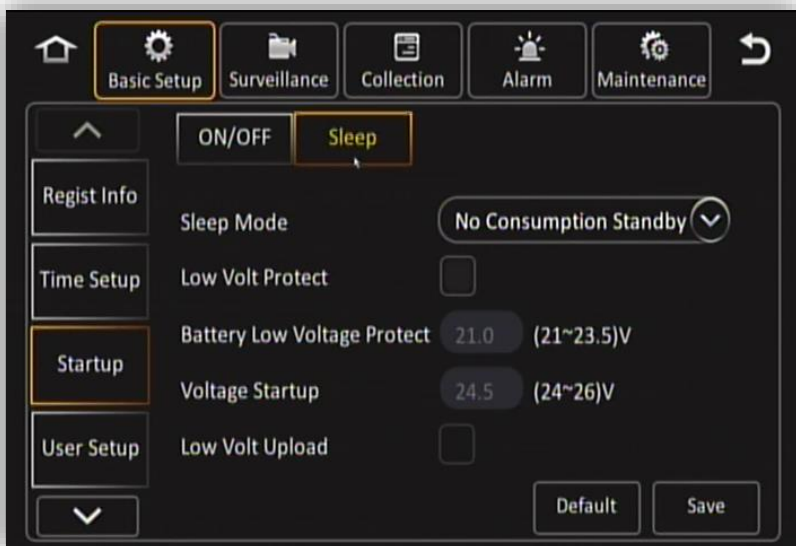 Basic Setup
Surveillance
Collection
Alarm
Maintenance
Regist Info
Time Setup
Startup
User Setup
ON/OFF
Sleep
Sleep Mode
No Consumption Standby
Low Volt Protect
Battery Low Voltage Protect 21.0 (21~23.5)V
Voltage Startup 24.5 (24~26)V
Low Volt Upload
Default
Save